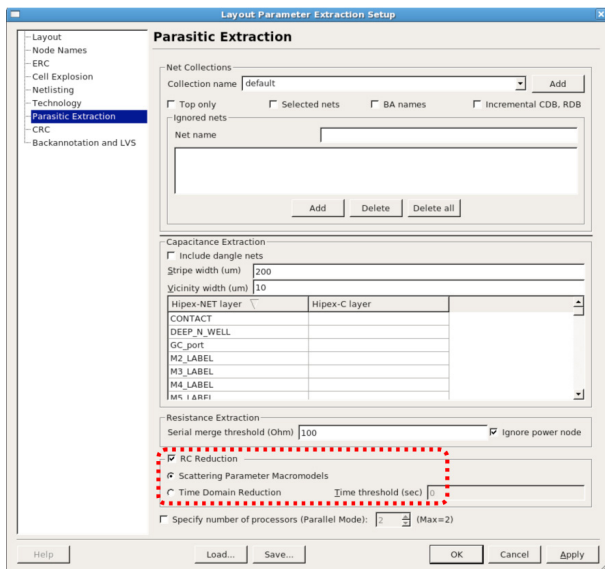 Layout Parameter Extraction Setup
Layout
Node Names
ERC
Cell Explosion
Netlisting
Technology
Parasitic Extraction
CRC
Backannotation and LVS
Parasitic Extraction
Net Collections
Collection name default Add
Top only Selected nets BA names Incremental CDB, RDB
Ignored nets
Net name
Add Delete Delete all
Capacitance Extraction
Include dangle nets
Stripe width (um) 200
Vicinity width (um) 10
Hipex-NET layer Hipex-C layer
CONTACT
DEEP_N_WELL
GC_port
M2_LABEL
M3_LABEL
M4_LABEL
M5_LABEL
Resistance Extraction
Serial merge threshold (Ohm) 100 Ignore power node
RC Reduction
Scattering Parameter Macromodels
Time Domain Reduction Time threshold (sec) 0
Specify number of processors (Parallel Mode): 2 (Max=2)
Help Load... Save... OK Cancel Apply